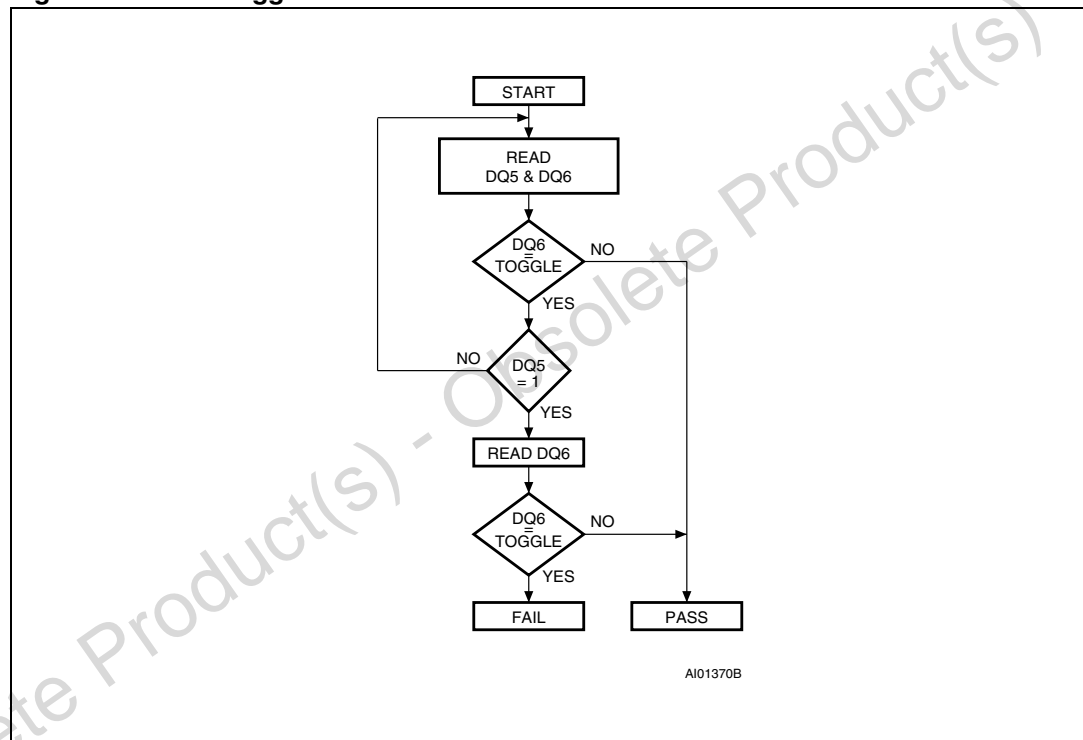 START
READ
DQ5 & DQ6
DQ6
=
TOGGLE
NO
YES
DQ5
= 1
NO
YES
READ DQ6
DQ6
=
TOGGLE
NO
YES
FAIL
PASS
AI01370B
Product(s) - Obsolete Product(s)